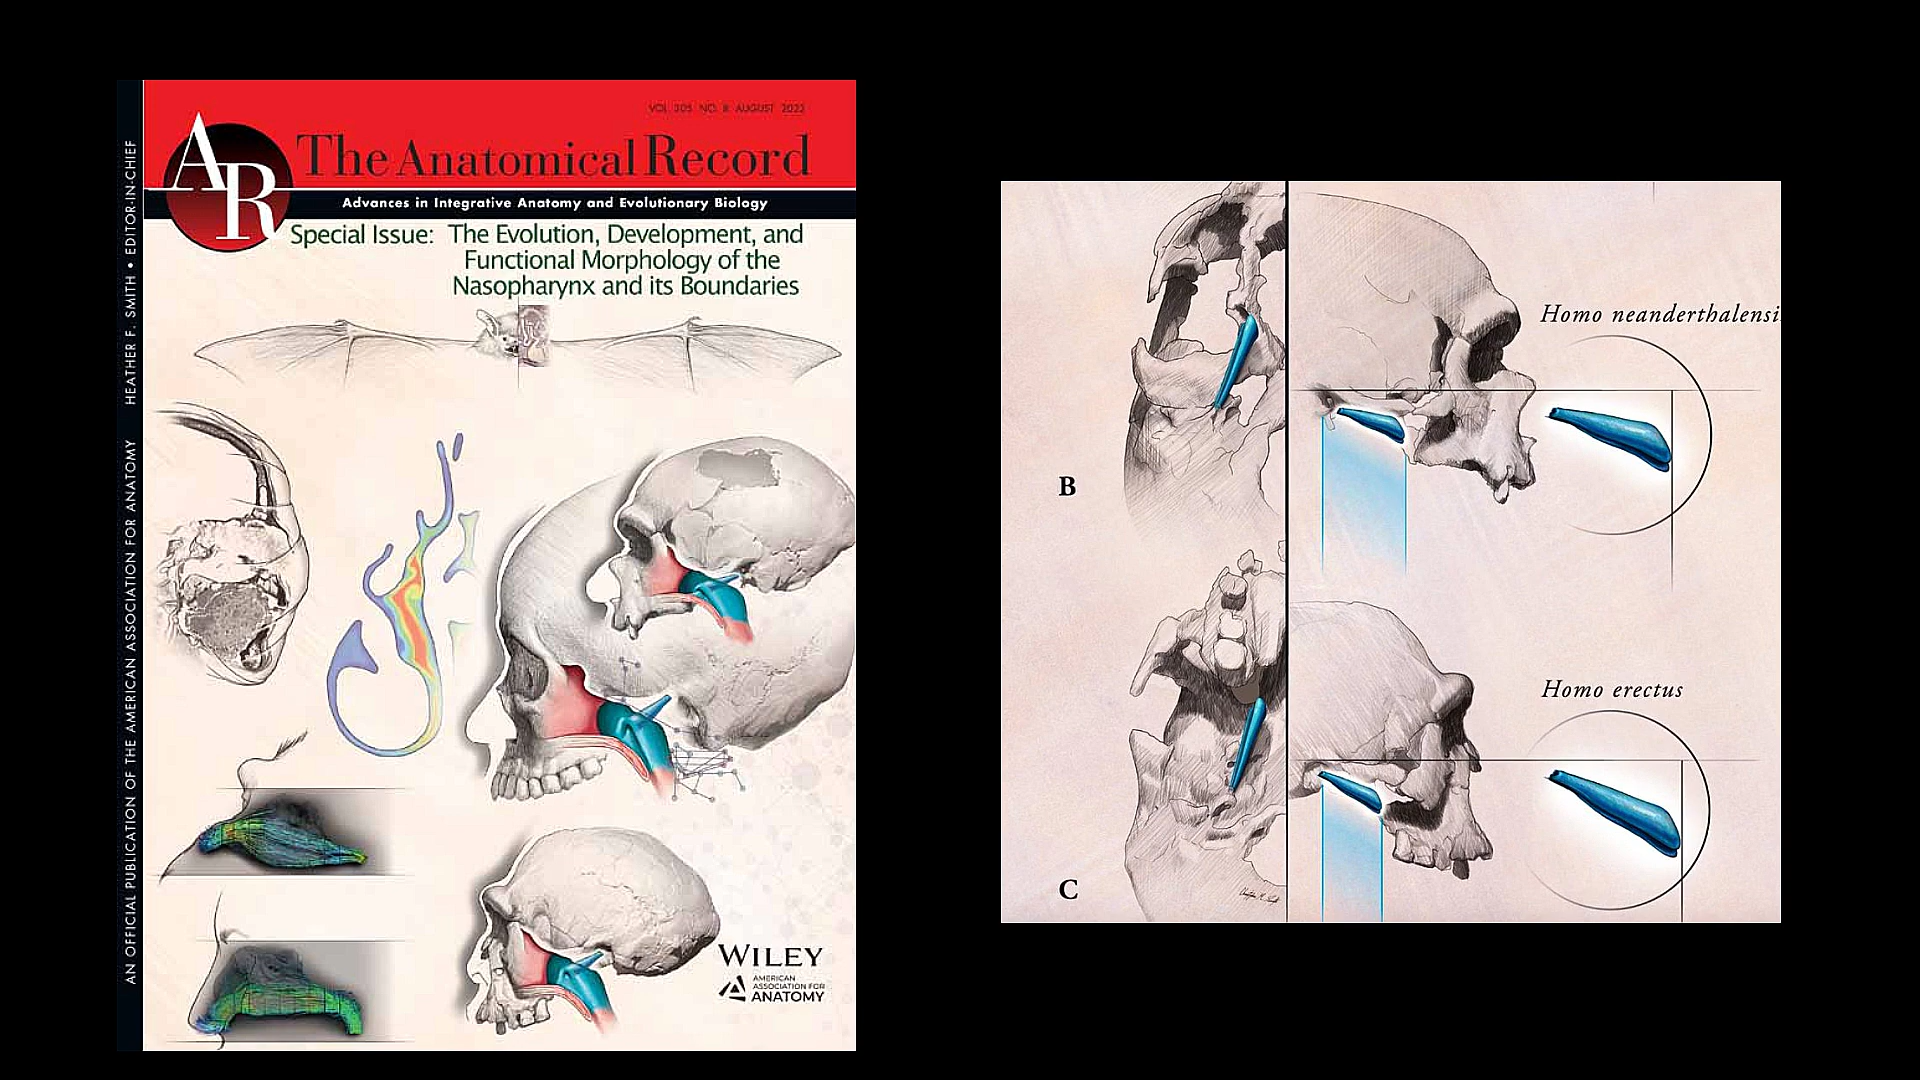 VOL. 305 NO. 8 AUGUST 2022
AR The Anatomical Record
Advances in Integrative Anatomy and Evolutionary Biology
Special Issue: The Evolution, Development, and
Functional Morphology of the
Nasopharynx and its Boundaries
AN OFFICIAL PUBLICATION OF THE AMERICAN ASSOCIATION FOR ANATOMY HEATHER F. SMITH • EDITOR-IN-CHIEF
WILEY
AMERICAN
ASSOCIATION FOR
ANATOMY
Homo neanderthalensi
B
Homo erectus
C